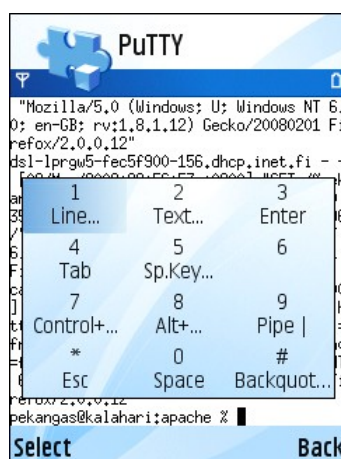 PuTTY
"Mozilla/5.0 (Windows; U; Windows NT 6.
0; en-GB; rv:1.8.1.12) Gecko/20080201 Fi
refox/2.0.0.12"
dsl-lprgw5-fec5f900-156.dhcp.inet.fi - -
1 2 3
Line... Text... Enter
4 5 6
Tab Sp.Key...
7 8 9
Control+... Alt+... Pipe |
* 0 #
Esc Space Backquot...
refox/2.0.0.12
pekangas@kalahari:apache %
Select Back